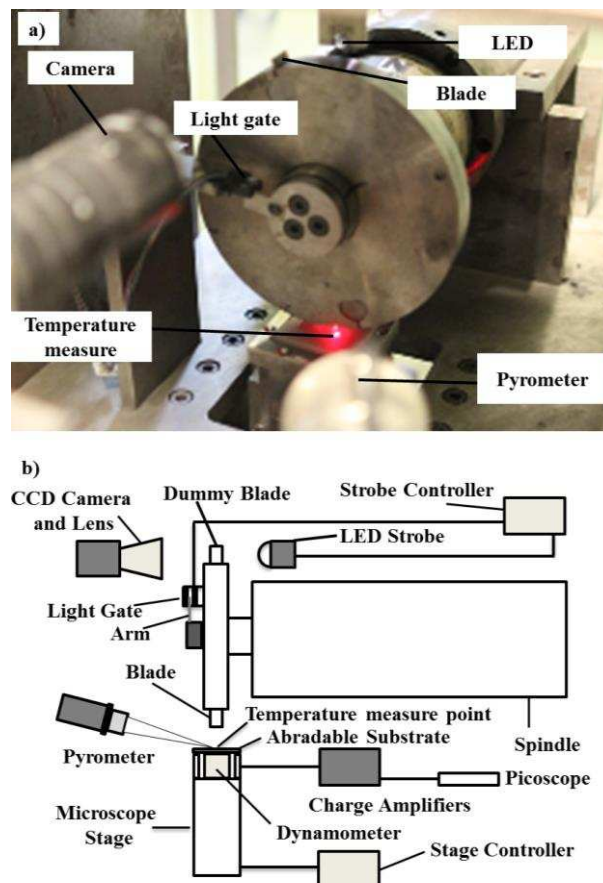 a)
LED
Camera
Blade
Light gate
Temperature
measure
Pyrometer
b)
Dummy Blade
Strobe Controller
CCD Camera
and Lens
LED Strobe
Light Gate
Arm
Blade
Temperature measure point
Abradable Substrate
Spindle
Pyrometer
Picoscope
Charge Amplifiers
Microscope
Stage
Dynamometer
Stage Controller